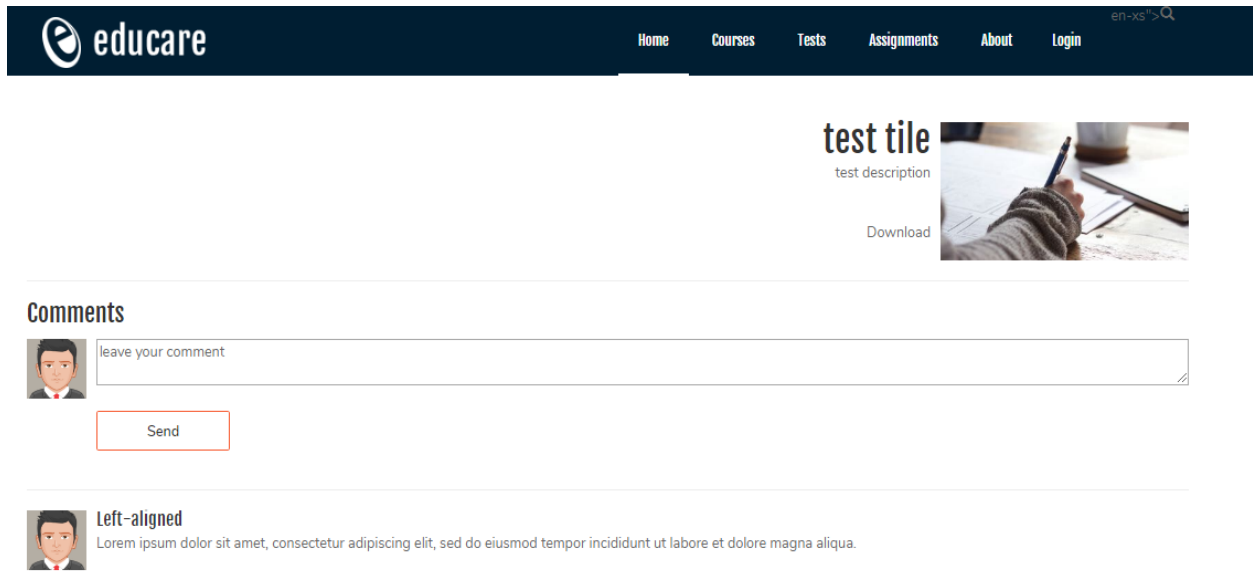 en-xs">
educare
Home Courses Tests Assignments About Login
test tile
test description
Download
Comments
leave your comment
Send
Left-aligned
Lorem ipsum dolor sit amet, consectetur adipiscing elit, sed do eiusmod tempor incididunt ut labore et dolore magna aliqua.